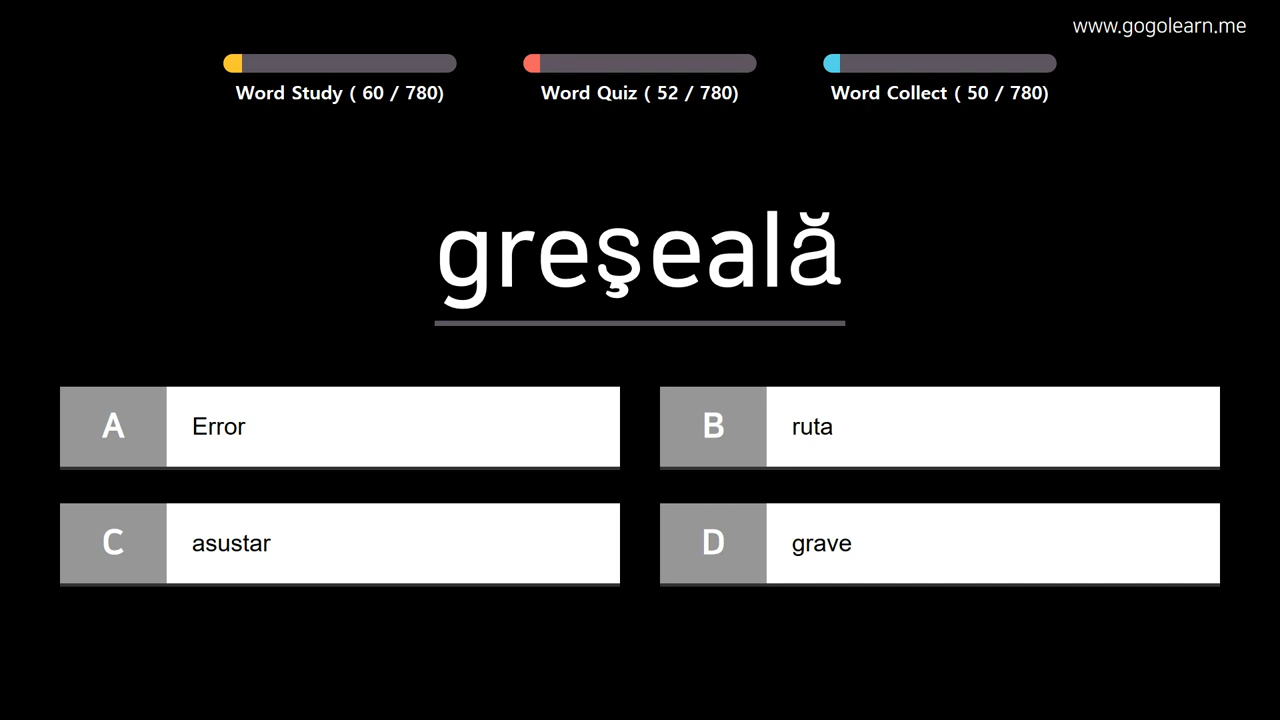 www.gogolearn.me
Word Study ( 60 / 780)
Word Quiz ( 52 / 780)
Word Collect ( 50 / 780)
greşeală
A Error
B ruta
C asustar
D grave